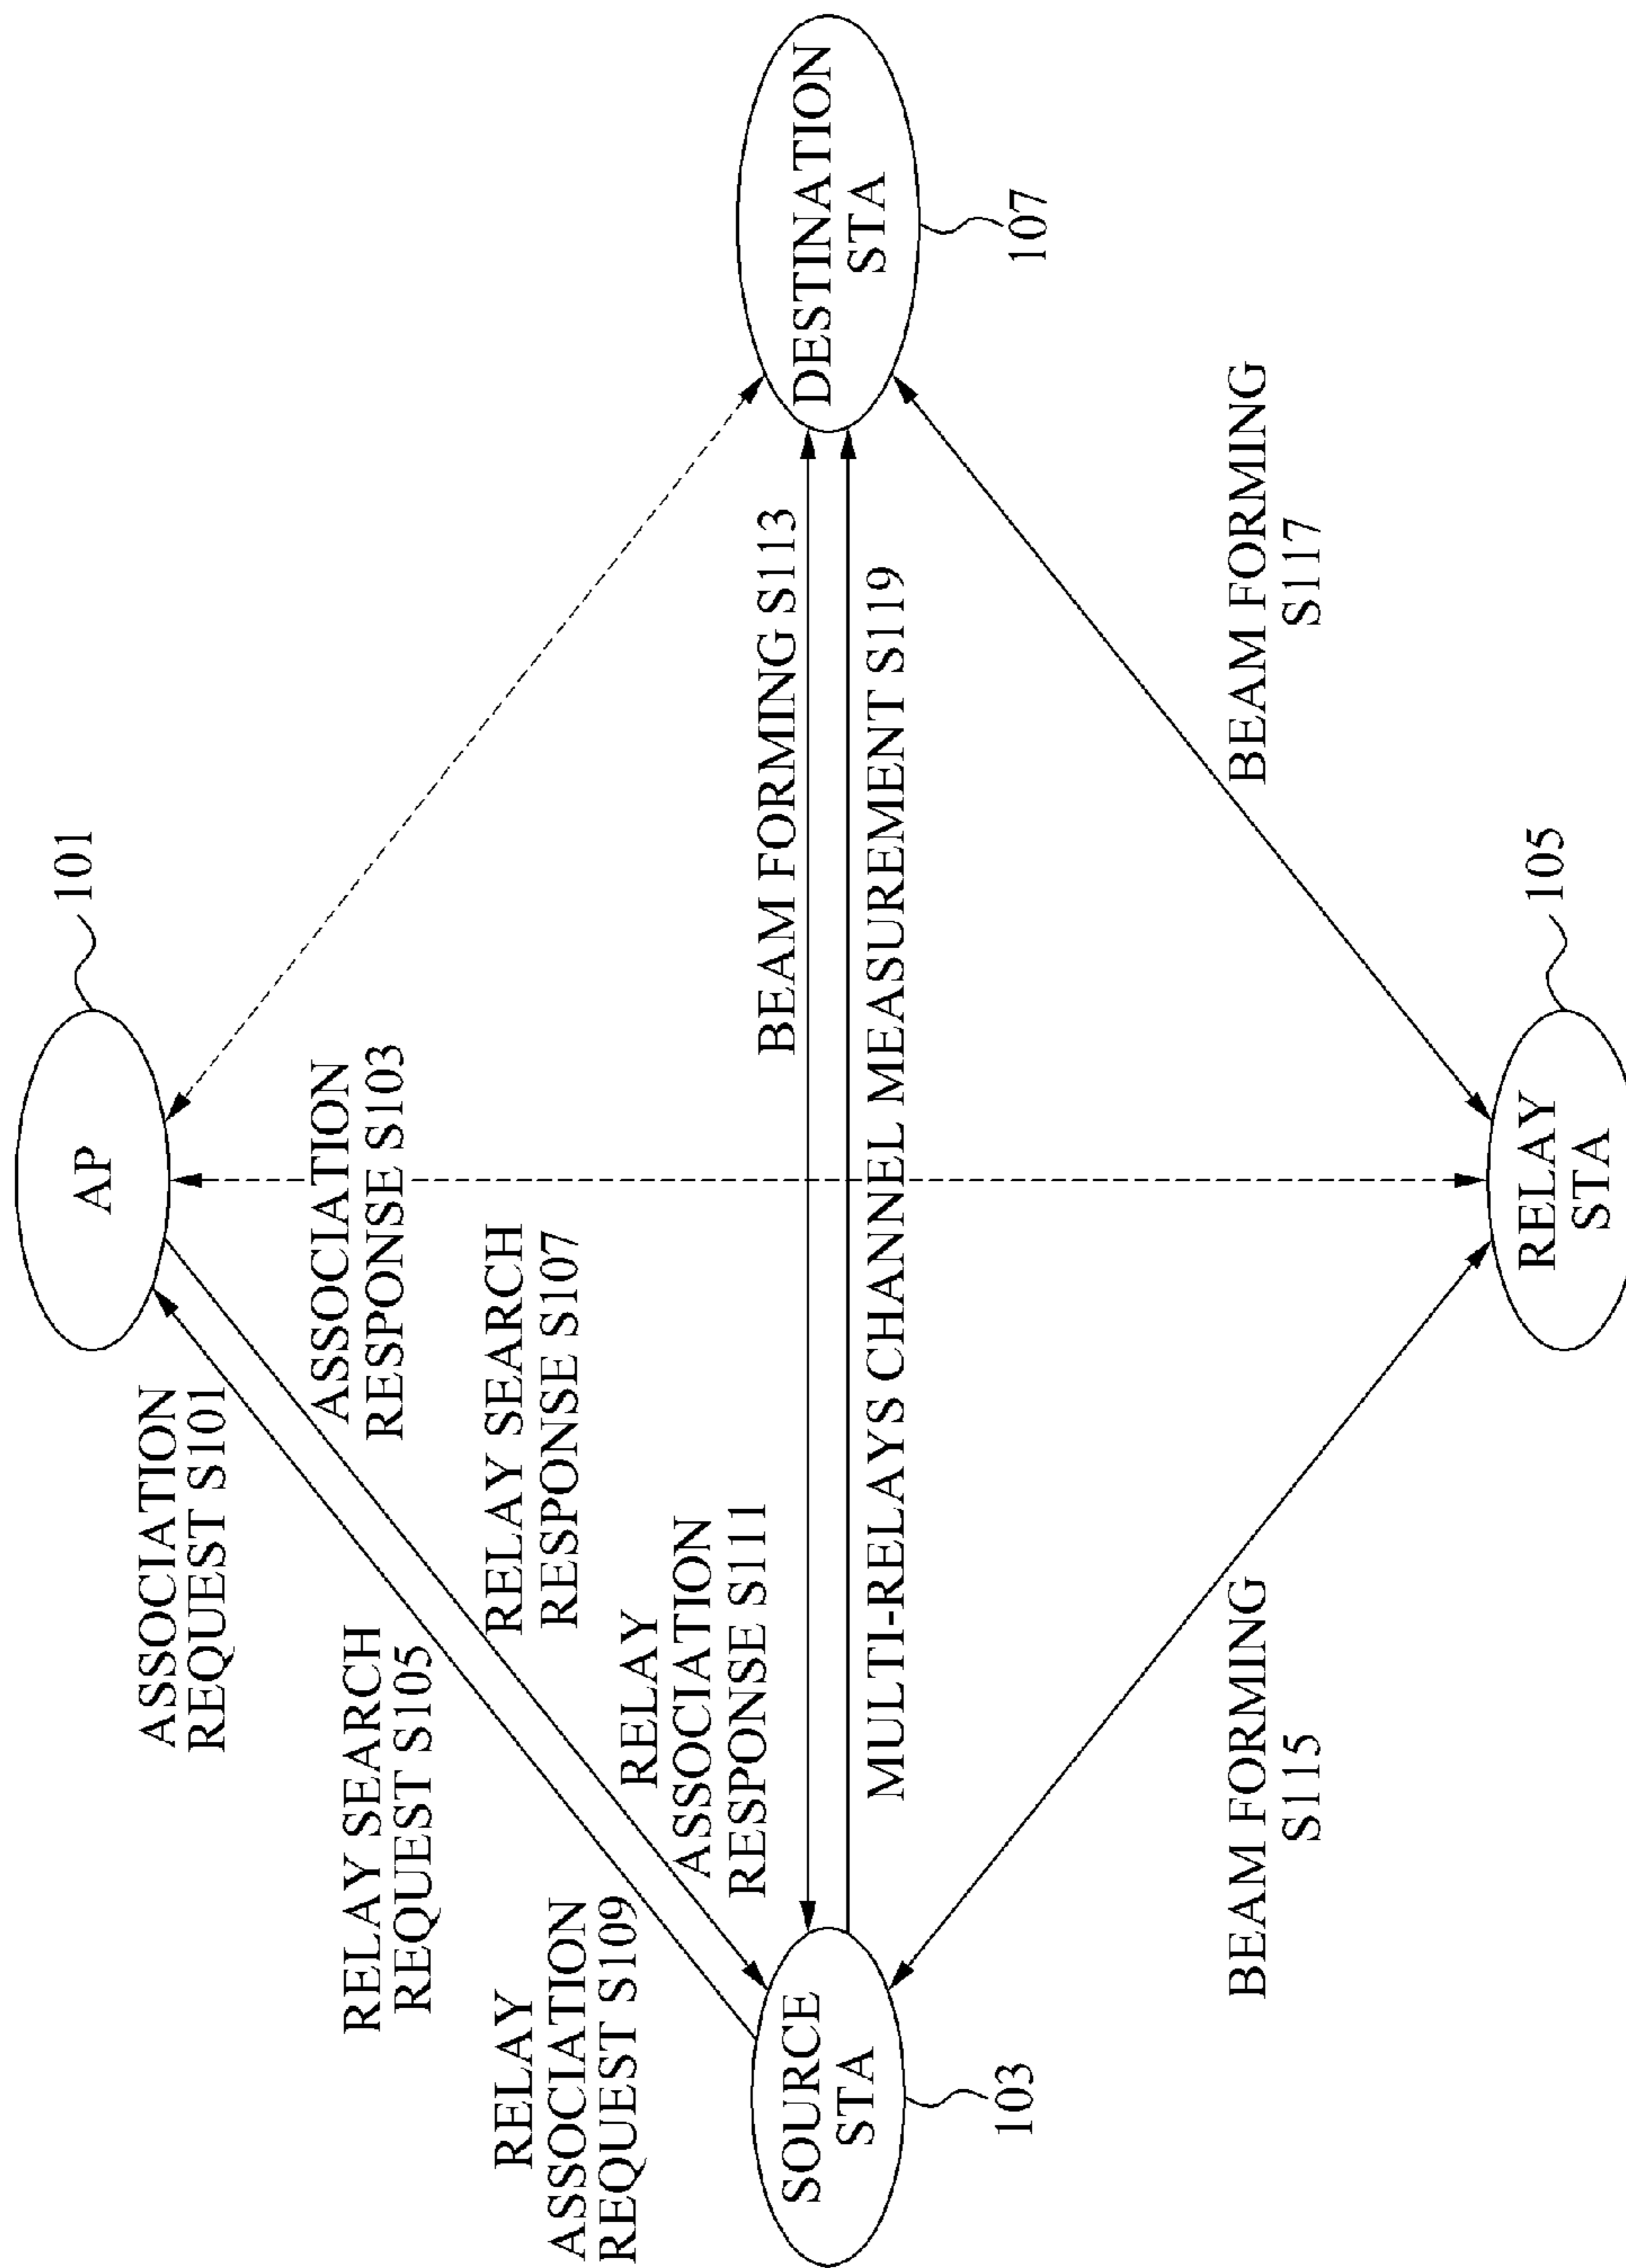 AP
101
ASSOCIATION
REQUEST S101
ASSOCIATION
RESPONSE S103
RELAY SEARCH
REQUEST S105
RELAY SEARCH
RESPONSE S107
RELAY
ASSOCIATION
REQUEST S109
RELAY
ASSOCIATION
RESPONSE S111
SOURCE
STA
103
BEAM FORMING S113
MULTI-RELAYS CHANNEL MEASUREMENT S119
DESTINATION
STA
107
BEAM FORMING
S115
BEAM FORMING
S117
RELAY
STA
105